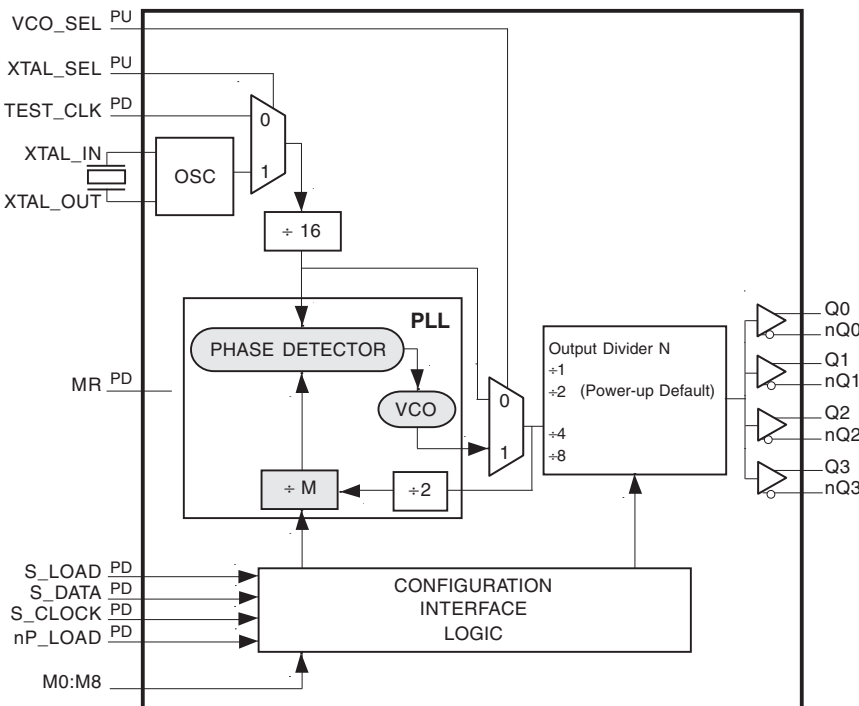 VCO_SEL PU
XTAL_SEL PU
TEST_CLK PD
0
XTAL_IN
OSC
1
XTAL_OUT
÷ 16
PLL
PHASE DETECTOR
MR PD
VCO
0
1
÷ M
÷2
Output Divider N
÷1
÷2 (Power-up Default)
÷4
÷8
Q0
nQ0
Q1
nQ1
Q2
nQ2
Q3
nQ3
S_LOAD PD
S_DATA PD
S_CLOCK PD
nP_LOAD PD
CONFIGURATION
INTERFACE
LOGIC
M0:M8